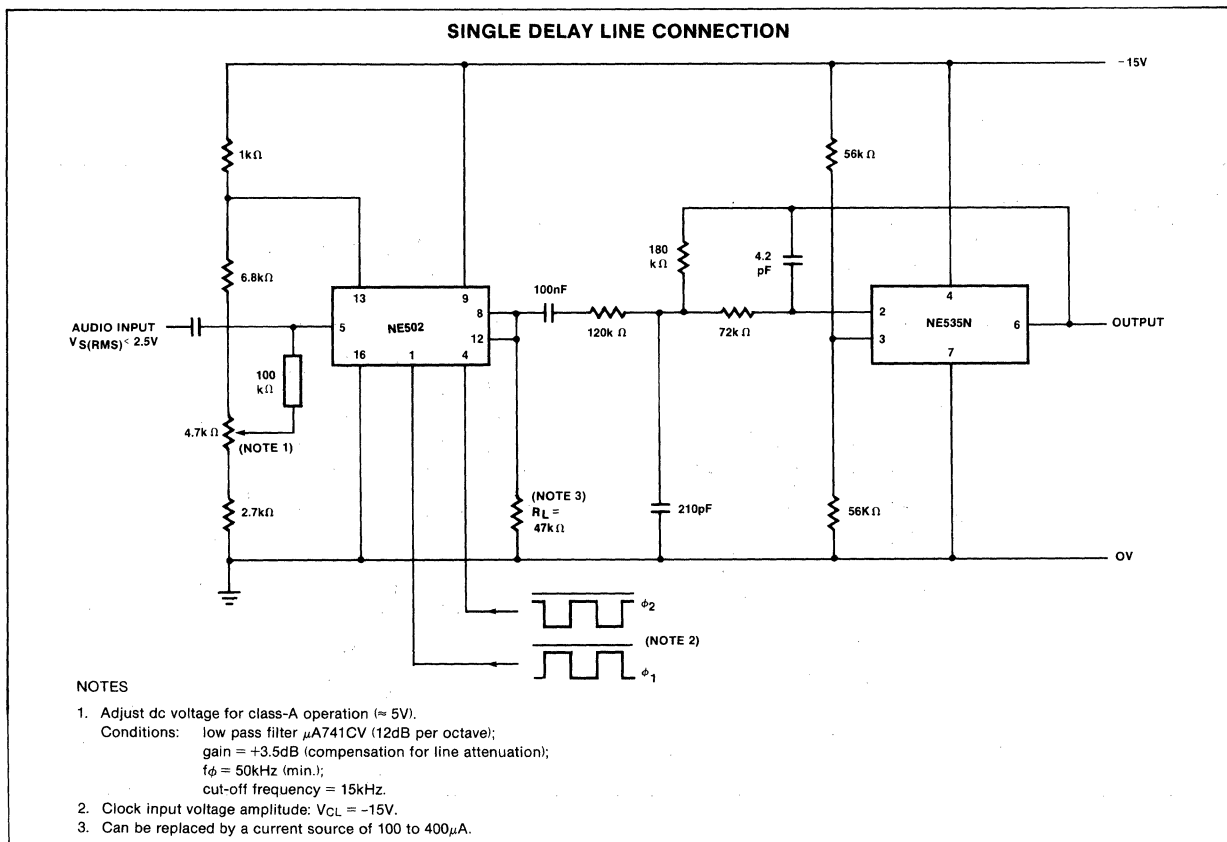 SINGLE DELAY LINE CONNECTION
-15V
1kΩ
56kΩ
180
kΩ
4.2
pF
6.8kΩ
13
9
100nF
4
AUDIO INPUT
VS(RMS)< 2.5V
5
NE502
8
120k Ω
72k Ω
2
NE535N
6
OUTPUT
12
3
16
1
4
7
100
kΩ
4.7k Ω
(NOTE 1)
2.7kΩ
(NOTE 3)
RL =
47kΩ
210pF
56KΩ
OV
ϕ2
(NOTE 2)
ϕ1
NOTES
1. Adjust dc voltage for class-A operation (≈ 5V).
Conditions: low pass filter μA741CV (12dB per octave);
gain = +3.5dB (compensation for line attenuation);
fϕ = 50kHz (min.);
cut-off frequency = 15kHz.
2. Clock input voltage amplitude: VCL = -15V.
3. Can be replaced by a current source of 100 to 400μA.